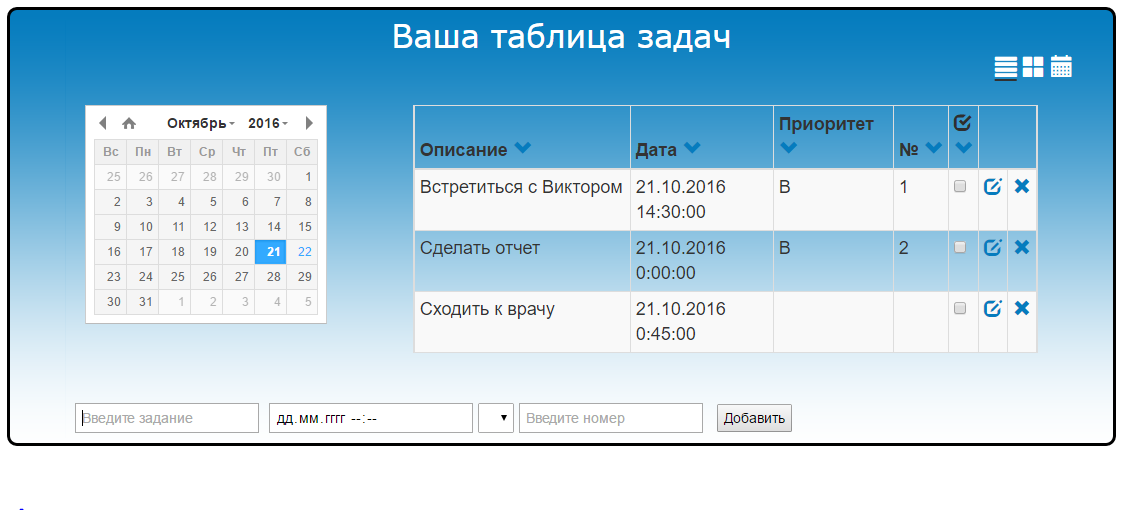 Ваша таблица задач
Октябрь 2016
Вс Пн Вт Ср Чт Пт Сб
25 26 27 28 29 30 1
2 3 4 5 6 7 8
9 10 11 12 13 14 15
16 17 18 19 20 21 22
23 24 25 26 27 28 29
30 31 1 2 3 4 5
Описание Дата Приоритет №
Встретиться с Виктором 21.10.2016 B 1
14:30:00
Сделать отчет 21.10.2016 B 2
0:00:00
Сходить к врачу 21.10.2016
0:45:00
Введите задание дд.мм.гггг --:-- Введите номер Добавить